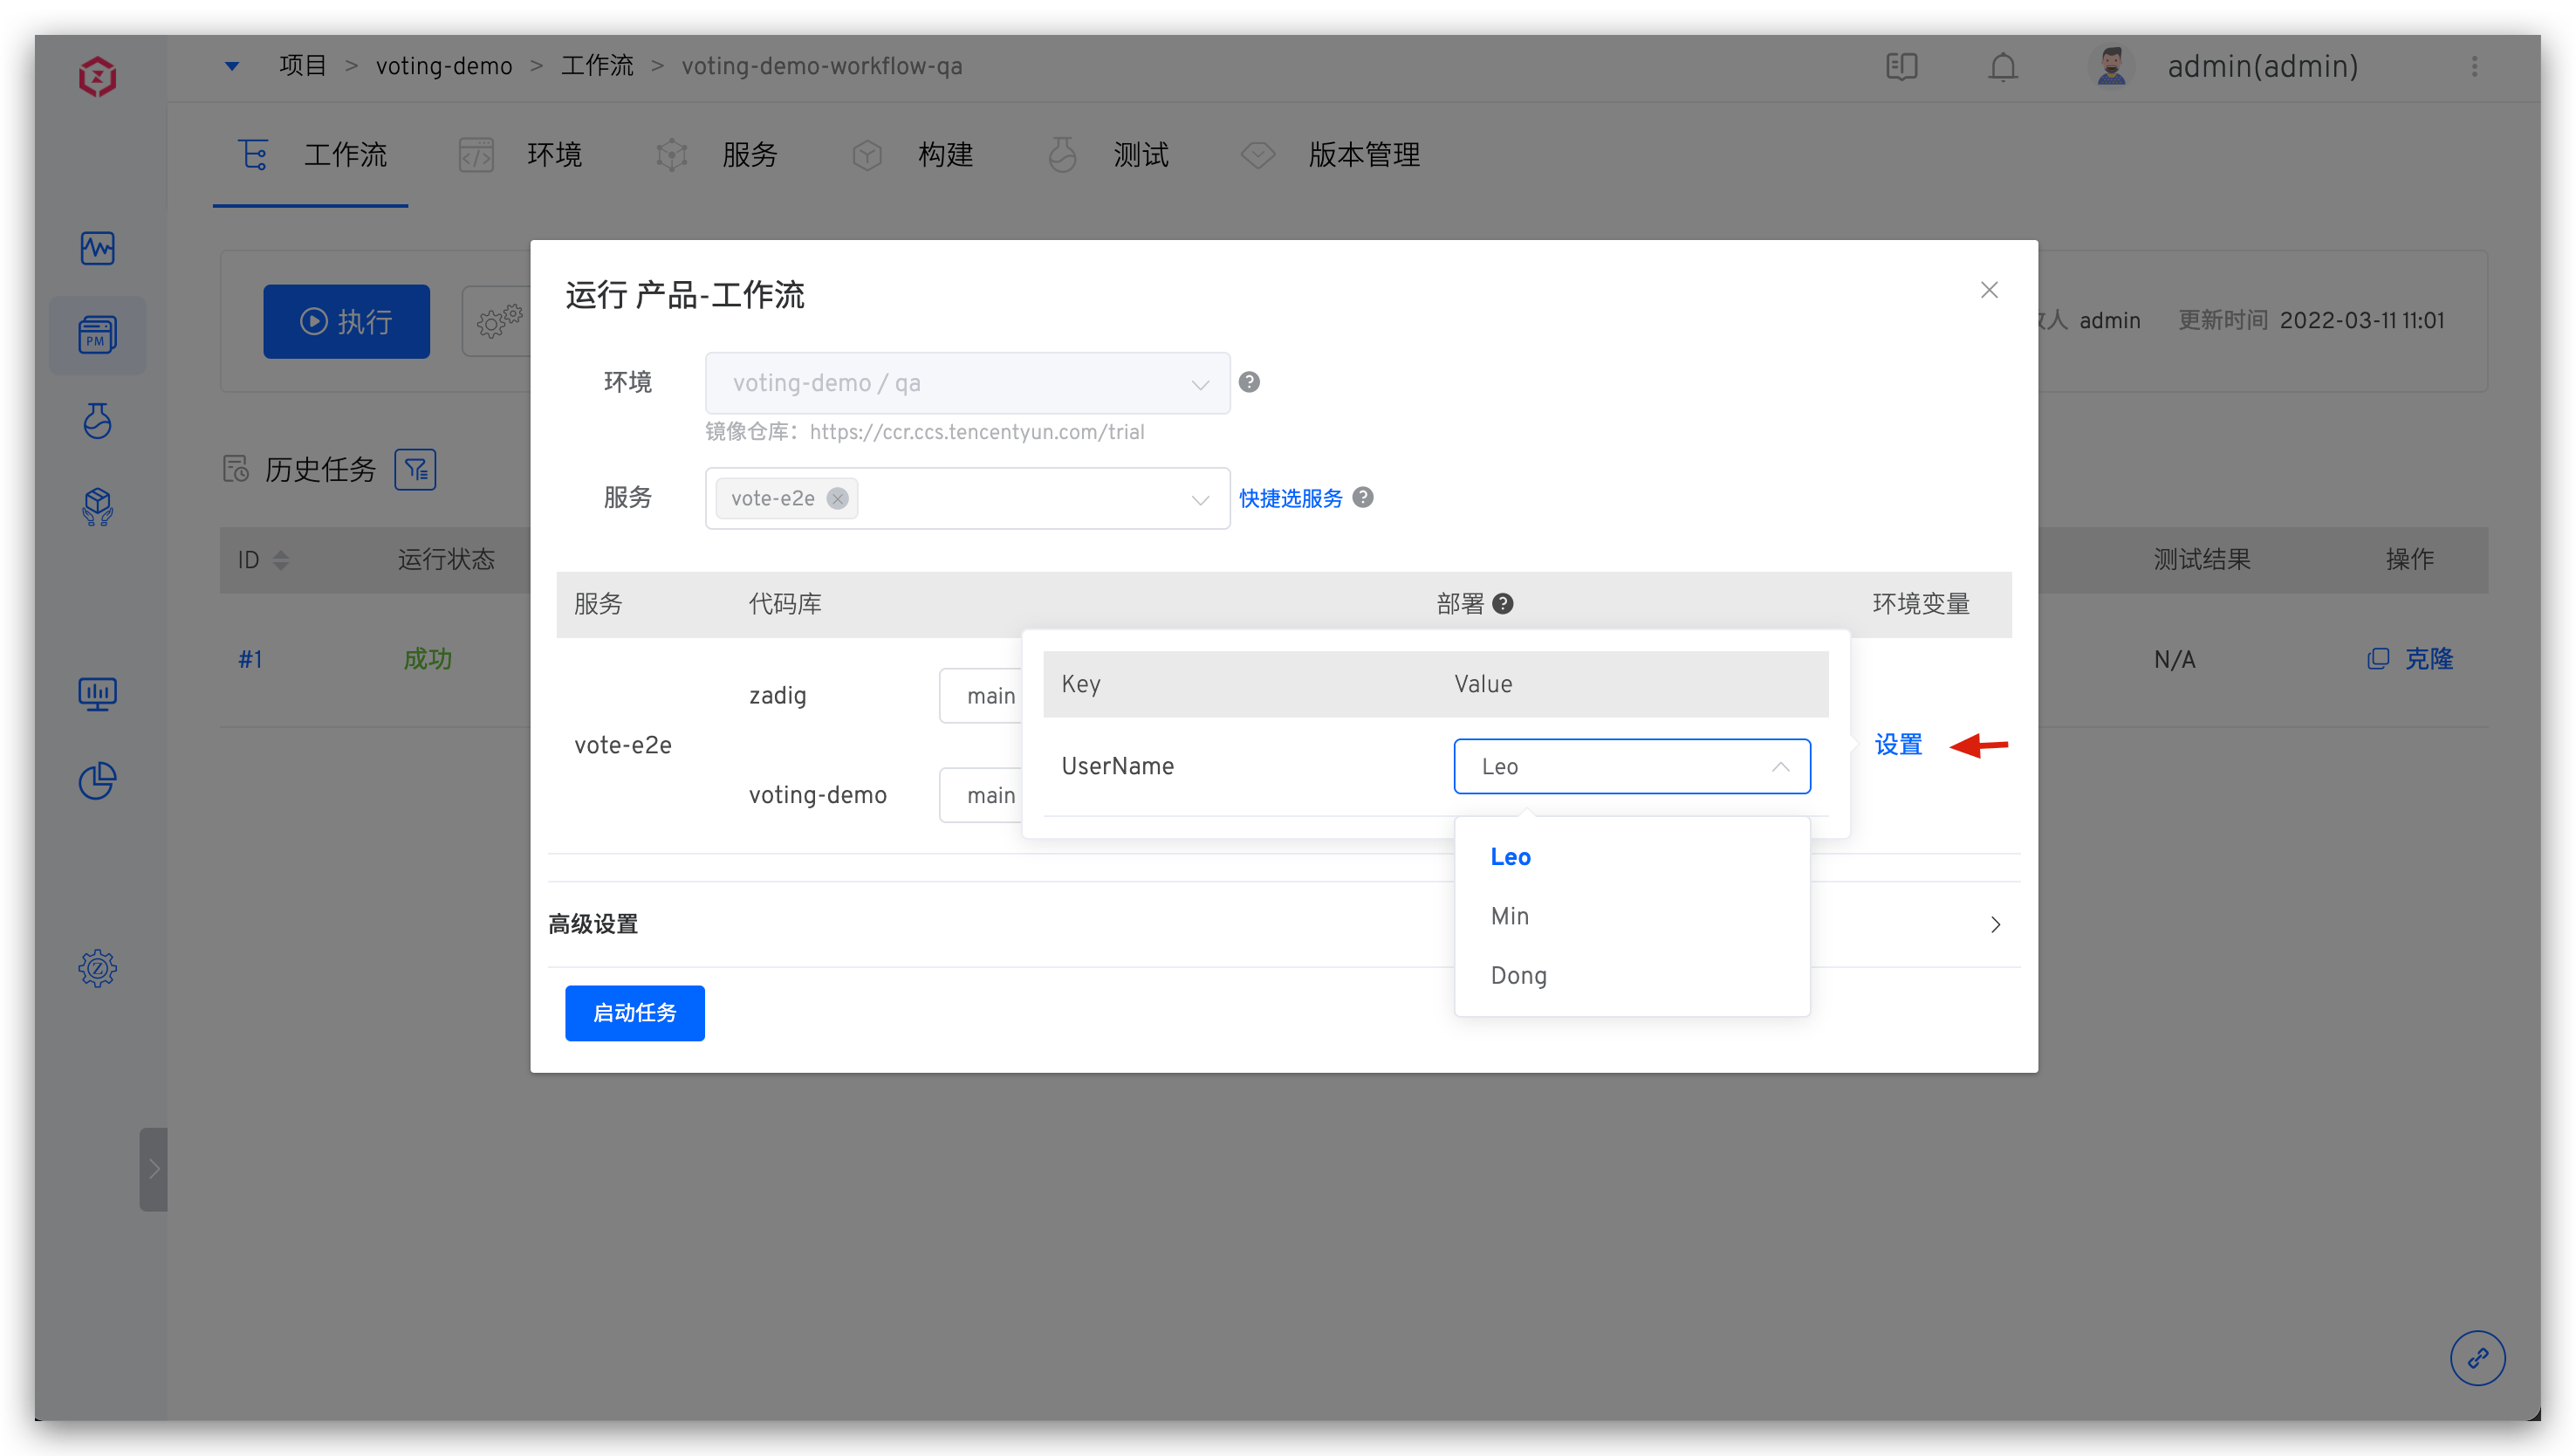 项目 > voting-demo > 工作流 > voting-demo-workflow-qa
admin(admin)
工作流 环境 服务 构建 测试 版本管理
PM
执行
admin 更新时间 2022-03-11 11:01
历史任务
ID 运行状态 测试结果 操作
#1 成功 N/A 克隆
运行 产品-工作流
环境 voting-demo / qa
镜像仓库：https://ccr.ccs.tencentyun.com/trial
服务 vote-e2e 快捷选服务
服务 代码库 部署 环境变量
vote-e2e
zadig main
voting-demo main
设置
Key Value
UserName Leo
Leo
Min
Dong
高级设置
启动任务